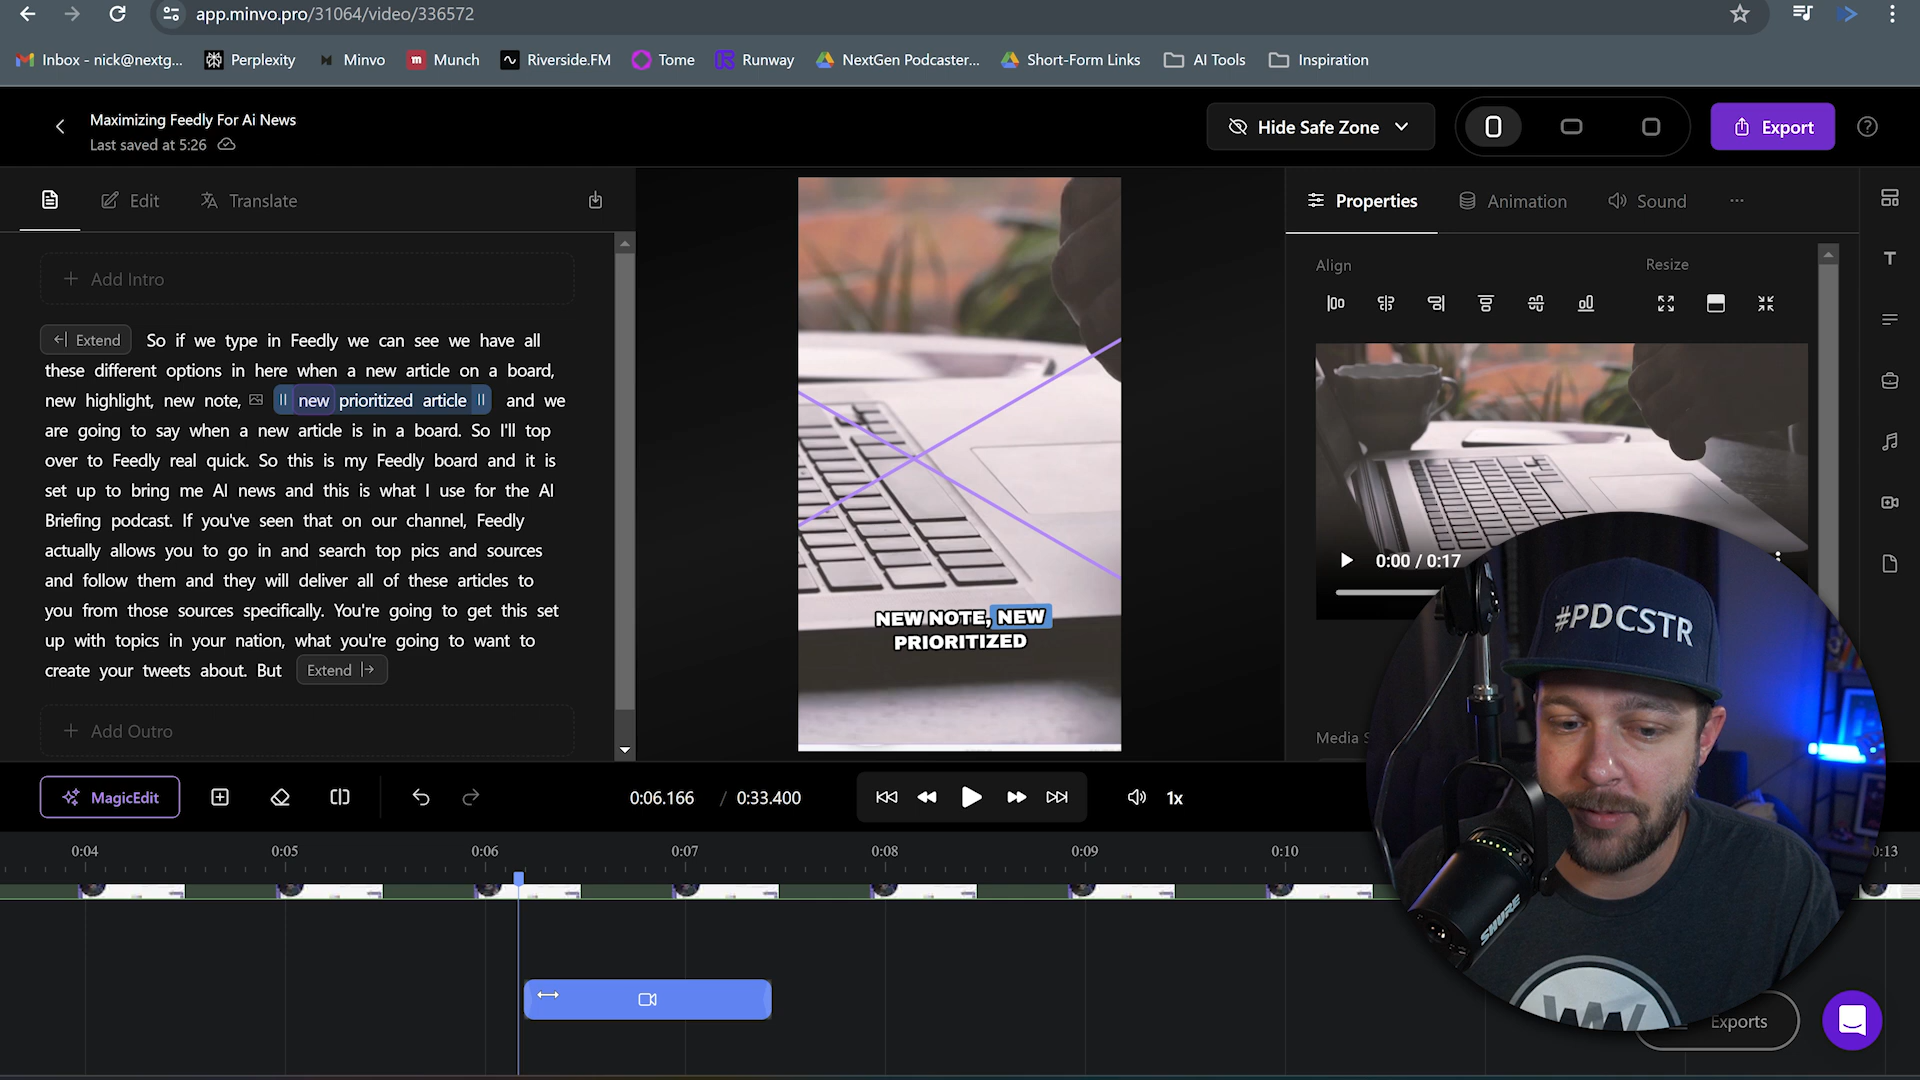 app.minvo.pro/31064/video/336572
Inbox - nick@nextg... Perplexity Minvo Munch Riverside.FM Tome Runway NextGen Podcaster... Short-Form Links AI Tools Inspiration
Maximizing Feedly For Ai News
Last saved at 5:26
Hide Safe Zone
Export
Edit
Translate
Properties
Animation
Sound
Add Intro
Extend So if we type in Feedly we can see we have all
these different options in here when a new article on a board,
new highlight, new note, new prioritized article and we
are going to say when a new article is in a board. So I'll top
over to Feedly real quick. So this is my Feedly board and it is
set up to bring me AI news and this is what I use for the AI
Briefing podcast. If you've seen that on our channel, Feedly
actually allows you to go in and search top pics and sources
and follow them and they will deliver all of these articles to
you from those sources specifically. You're going to get this set
up with topics in your nation, what you're going to want to
create your tweets about. But Extend
Add Outro
NEW NOTE, NEW
PRIORITIZED
Align
Resize
0:00 / 0:17
Media
#PDCSTR
SHURE
MagicEdit
0:06.166 / 0:33.400
1x
0:04 0:05 0:06 0:07 0:08 0:09 0:10 0:13
Exports